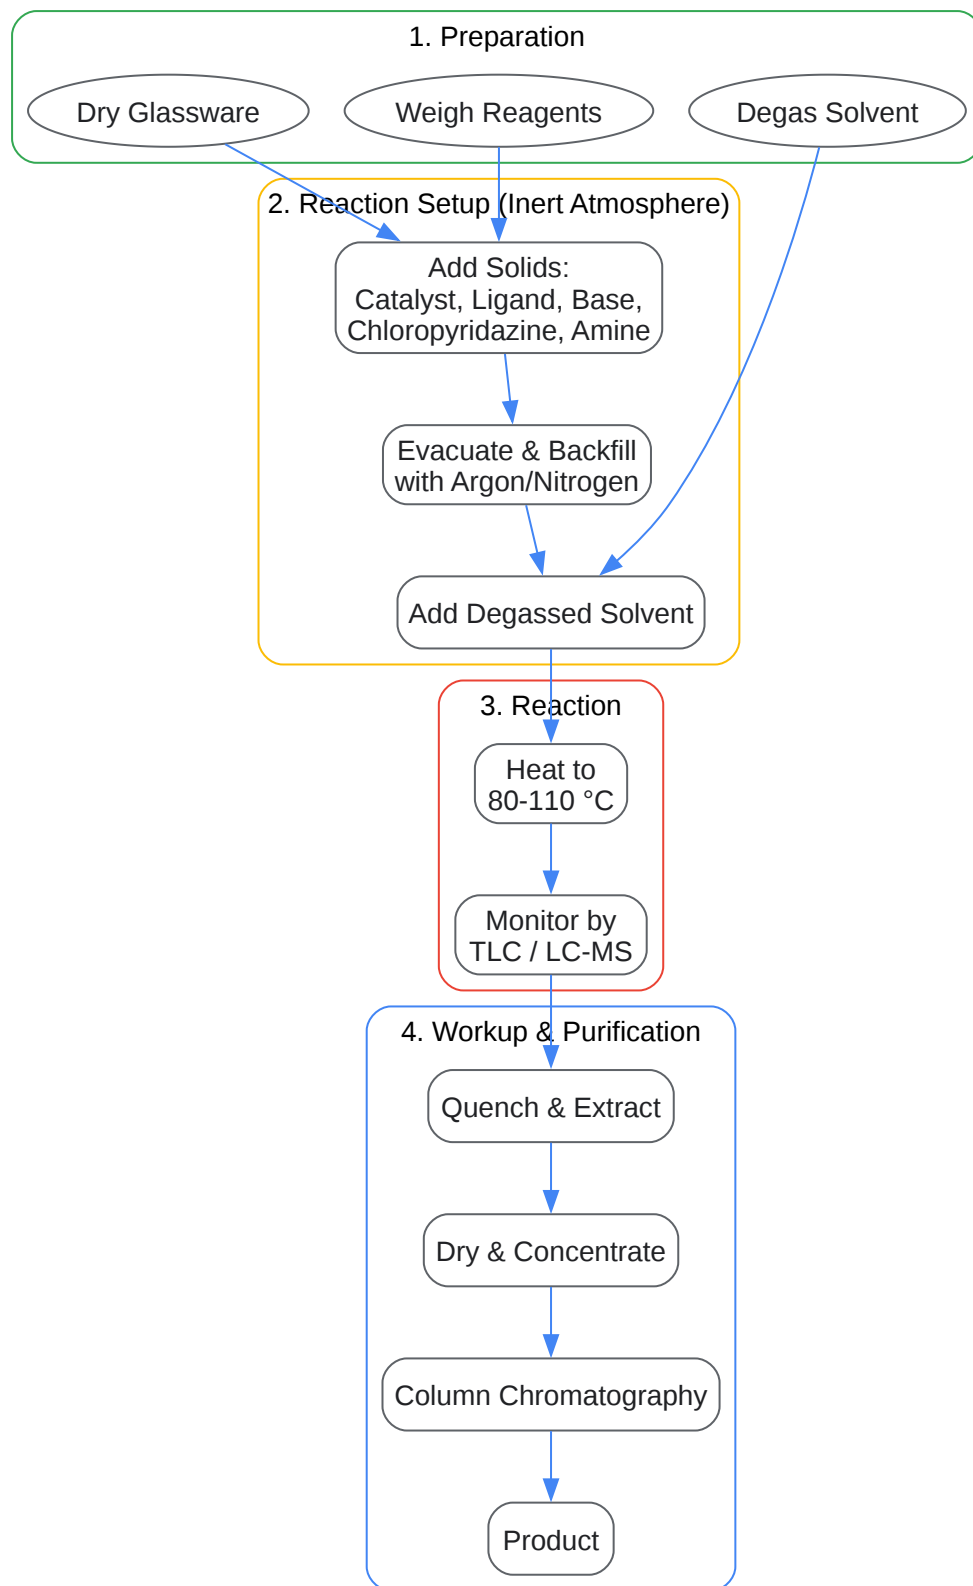 1. Preparation
Dry Glassware
Weigh Reagents
Degas Solvent
2. Reaction Setup (Inert Atmosphere)
Add Solids:
Catalyst, Ligand, Base,
Chloropyridazine, Amine
Evacuate & Backfill
with Argon/Nitrogen
Add Degassed Solvent
3. Reaction
Heat to
80-110 °C
Monitor by
TLC / LC-MS
4. Workup & Purification
Quench & Extract
Dry & Concentrate
Column Chromatography
Product